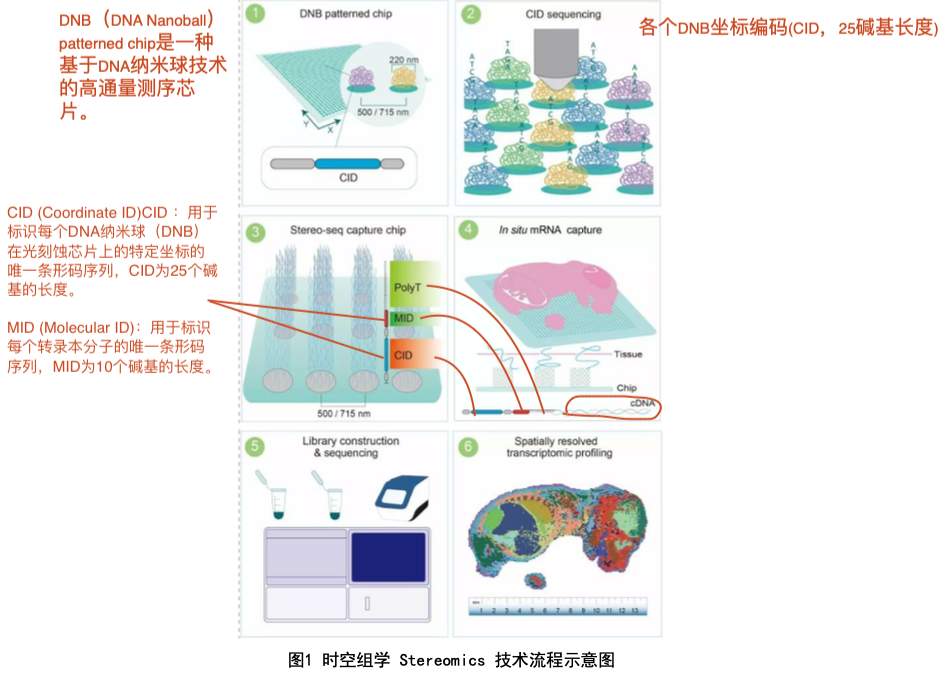 DNB（DNA Nanoball）
patterned chip是一种
基于DNA纳米球技术
的高通量测序芯
片。
1
DNB patterned chip
220 nm
500 / 715 nm
Y
X
CID
2
CID sequencing
各个DNB坐标编码(CID，25碱基长度)
CID (Coordinate ID)CID ：用于
标识每个DNA纳米球（DNB）
在光刻蚀芯片上的特定坐标的
唯一条形码序列，CID为25个碱
基的长度。
MID (Molecular ID)：用于标识
每个转录本分子的唯一条形码
序列，MID为10个碱基的长度。
3
Stereo-seq capture chip
PolyT
MID
CID
500 / 715 nm
4
In situ mRNA capture
Tissue
Chip
cDNA
5
Library construction
& sequencing
6
Spatially resolved
transcriptomic profiling
1 2 3 4 5 6 7 8 9 10 11 12 13
图1 时空组学 Stereomics 技术流程示意图